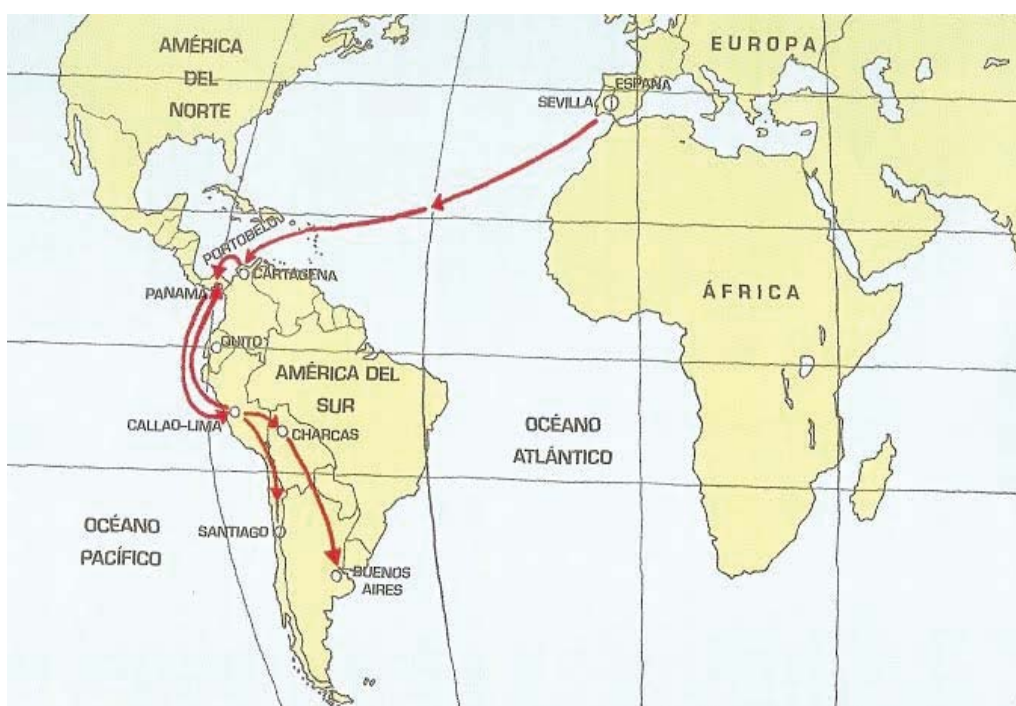 AMÉRICA
DEL
NORTE
EUROPA
ESPAÑA
SEVILLA
PORTOBELO
CARTAGENA
PANAMÁ
ÁFRICA
QUITO
AMÉRICA DEL
SUR
CALLAO-LIMA
CHARCAS
OCÉANO
ATLÁNTICO
OCÉANO
PACÍFICO
SANTIAGO
BUENOS
AIRES